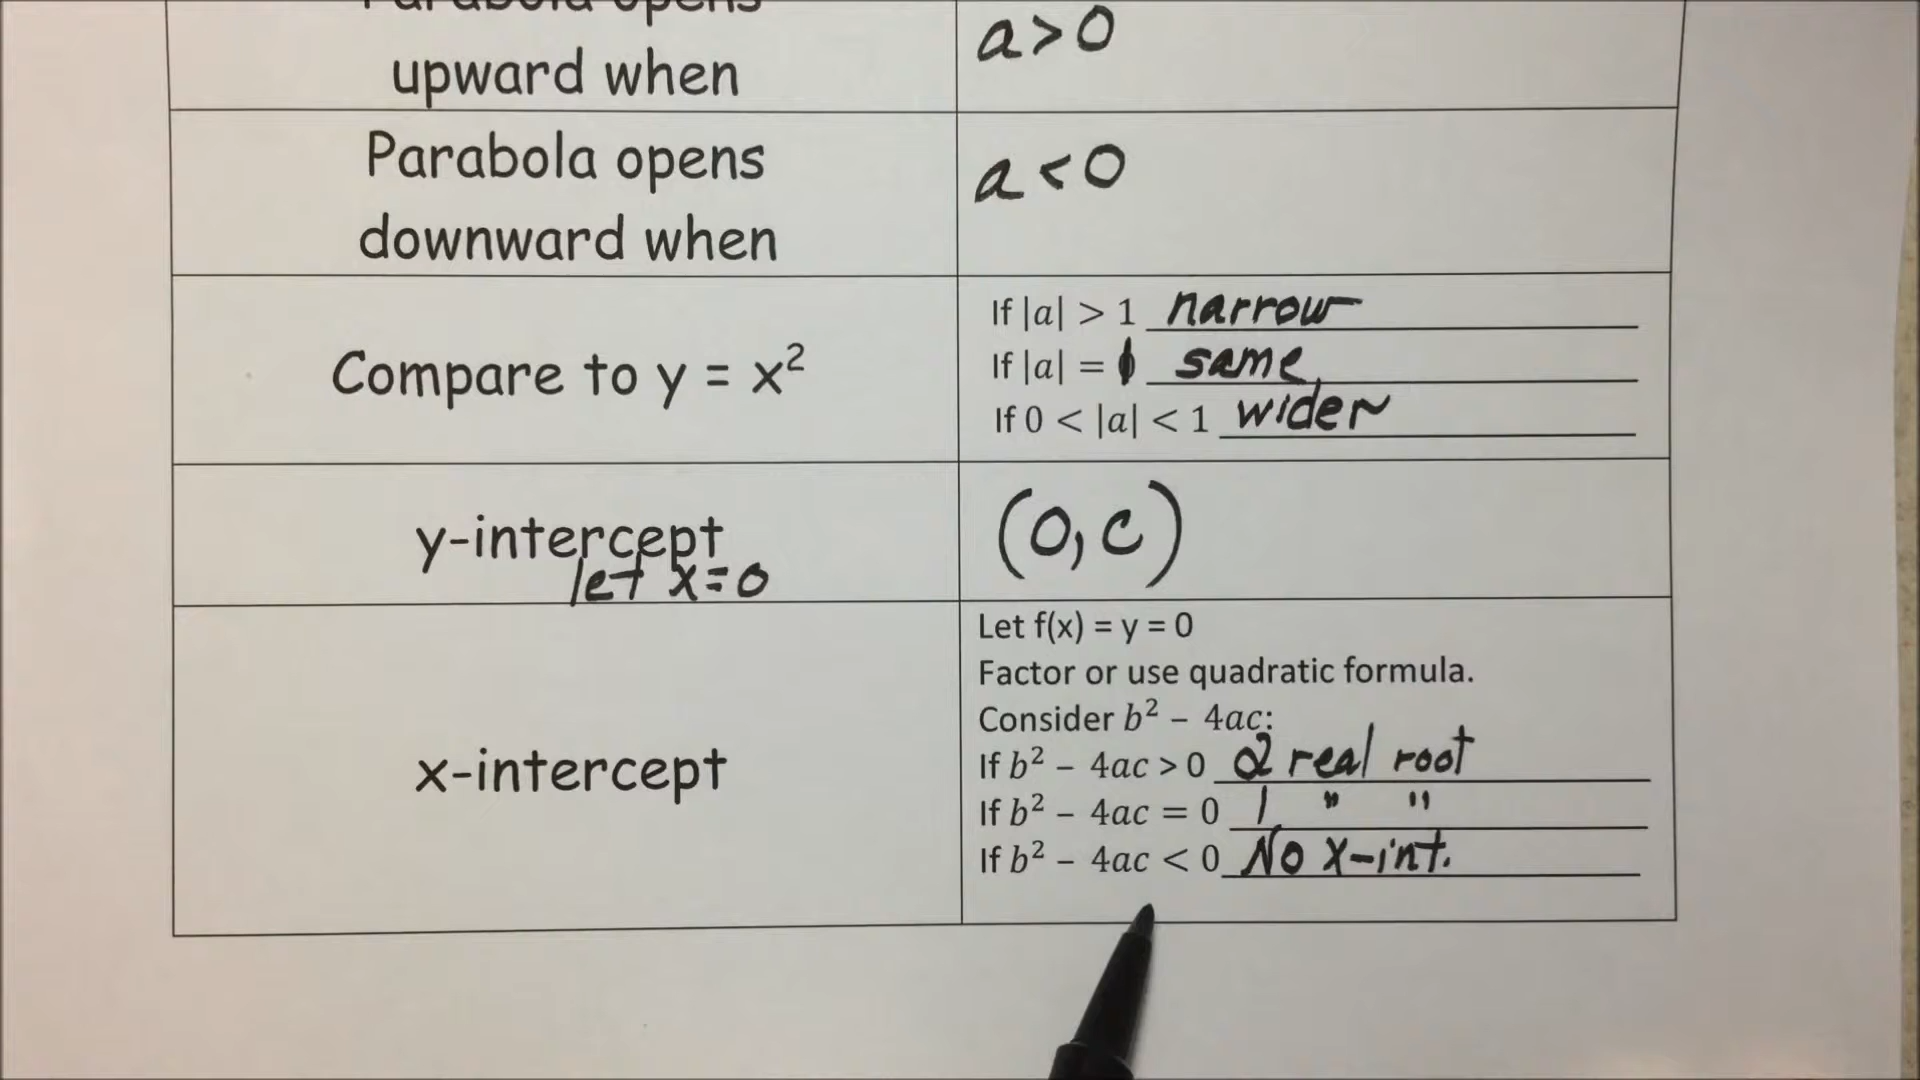 Parabola opens
upward when
a > 0
Parabola opens
downward when
a < 0
Compare to y = x²
If |a| > 1 narrow
If |a| = 1 same
If 0 < |a| < 1 wider
y-intercept
let x = 0
(0, c)
x-intercept
Let f(x) = y = 0
Factor or use quadratic formula.
Consider b² – 4ac:
If b² – 4ac > 0 2 real root
If b² – 4ac = 0 1 " "
If b² – 4ac < 0 No x-int.